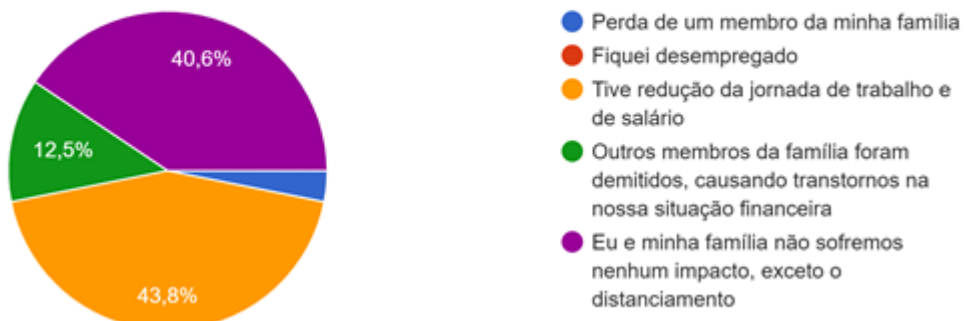 40,6%
12,5%
43,8%
Perda de um membro da minha família
Fiquei desempregado
Tive redução da jornada de trabalho e
de salário
Outros membros da família foram
demitidos, causando transtornos na
nossa situação financeira
Eu e minha família não sofremos
nenhum impacto, exceto o
distanciamento